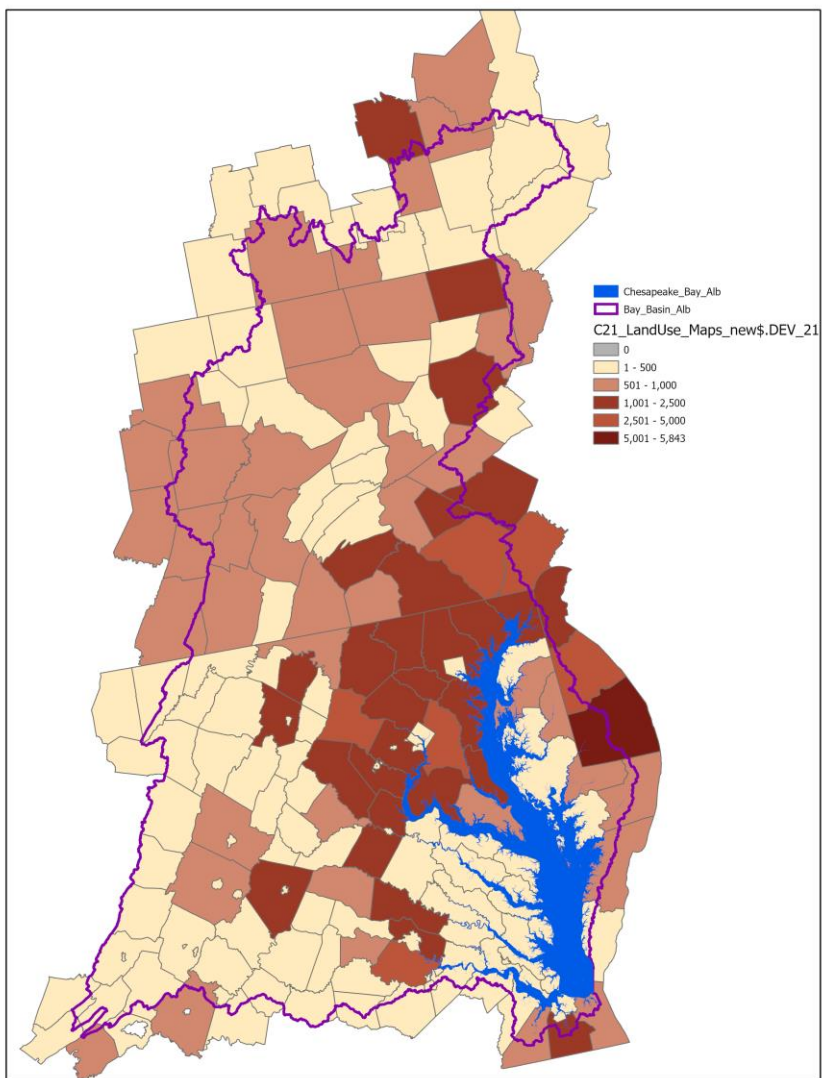 Chesapeake_Bay_Alb
Bay_Basin_Alb
C21_LandUse_Maps_new$.DEV_21
0
1 - 500
501 - 1,000
1,001 - 2,500
2,501 - 5,000
5,001 - 5,843